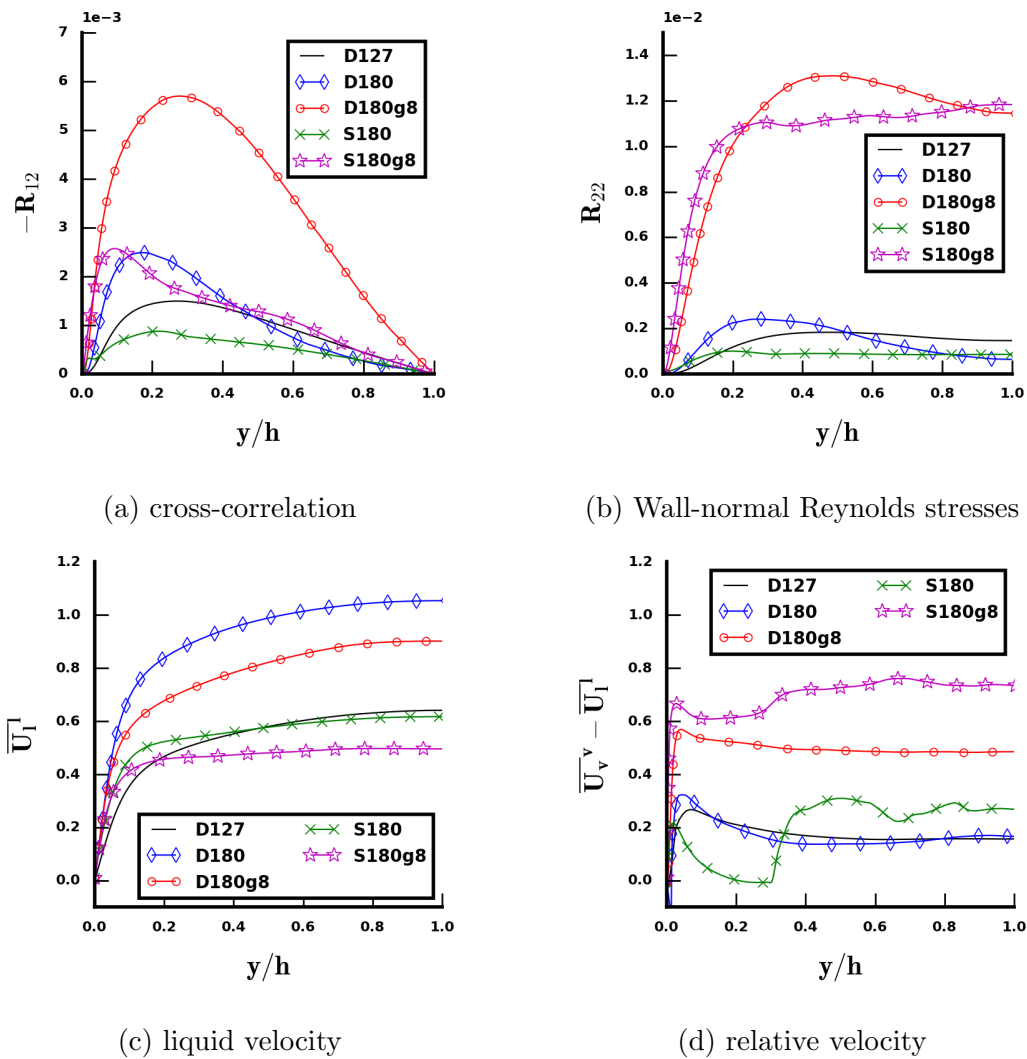 1e−3
7
6
5
4
3
2
1
0
0.0 0.2 0.4 0.6 0.8 1.0
−R₁₂
y/h
D127
D180
D180g8
S180
S180g8
(a) cross-correlation
1e−2
1.4
1.2
1.0
0.8
0.6
0.4
0.2
0
0.0 0.2 0.4 0.6 0.8 1.0
R₂₂
y/h
D127
D180
D180g8
S180
S180g8
(b) Wall-normal Reynolds stresses
1.2
1.0
0.8
0.6
0.4
0.2
0.0
0.0 0.2 0.4 0.6 0.8 1.0
U̅ₗˡ
y/h
D127 S180
D180 S180g8
D180g8
(c) liquid velocity
1.2
1.0
0.8
0.6
0.4
0.2
0.0
0.0 0.2 0.4 0.6 0.8 1.0
U̅ᵥᵛ − U̅ₗˡ
y/h
D127 S180
D180 S180g8
D180g8
(d) relative velocity